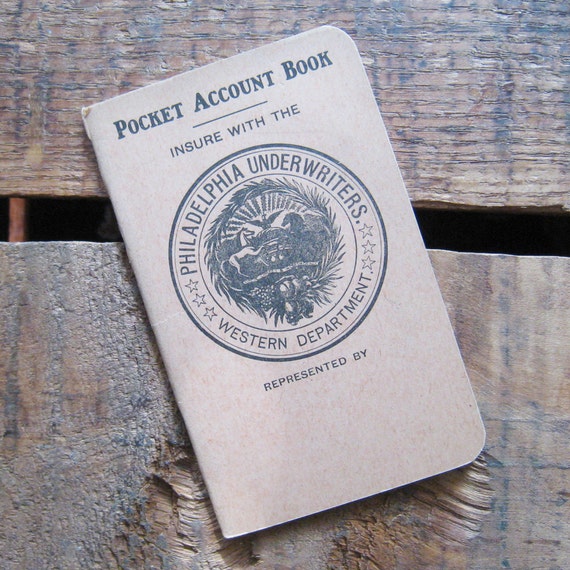 POCKET ACCOUNT BOOK
INSURE WITH THE
PHILADELPHIA UNDERWRITERS.
WESTERN DEPARTMENT
REPRESENTED BY